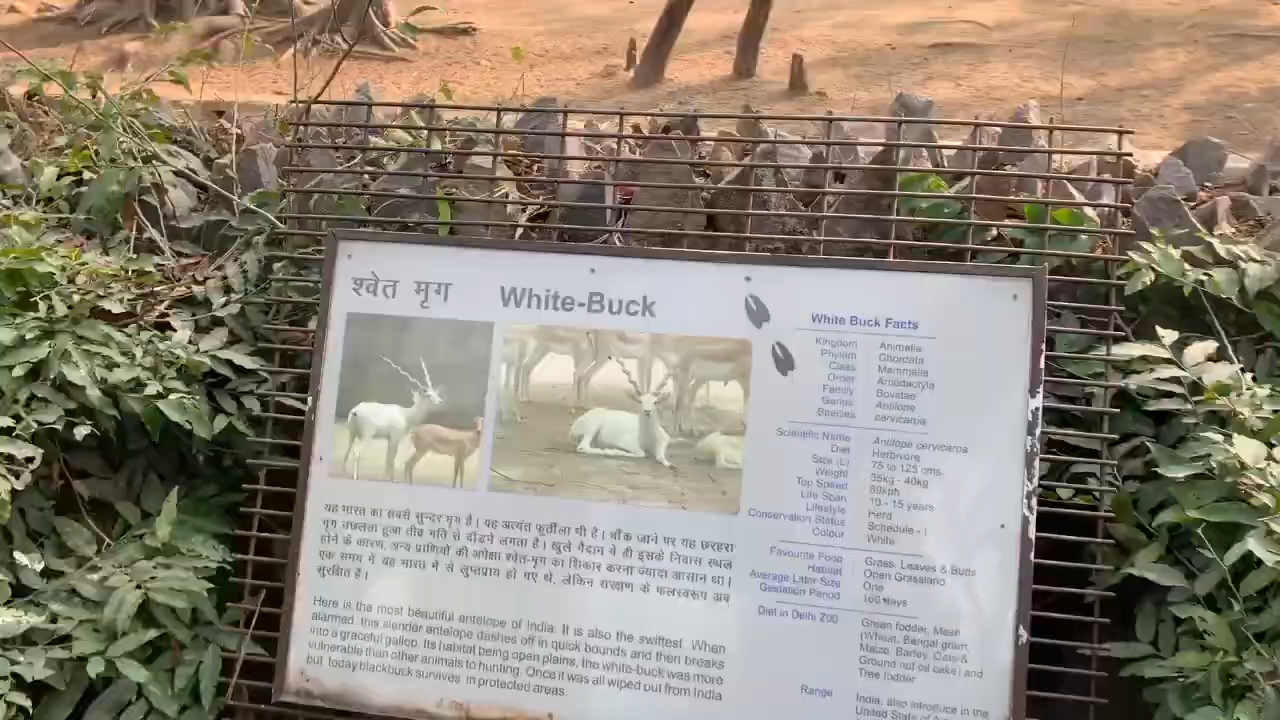 श्वेत मृग
White-Buck
यह भारत का सबसे सुन्दर मृग है। यह अत्यंत फूर्तीला भी है। चौंक जाने पर यह छरहरा
मृग उछलता हुआ तीव्र गति से दौड़ने लगता है। खुले मैदान ये ही इसके निवास स्थल
होने के कारण, अन्य प्राणियों की अपेक्षा श्वेत-मृग का शिकार करना ज्यादा आसान था।
एक समय में यह भारत में से लुप्तप्राय हो गए थे, लेकिन संरक्षण के फलस्वरूप अब
सुरक्षित है।
Here is the most beautiful antelope of India. It is also the swiftest. When
alarmed, this slender antelope dashes off in quick bounds and then breaks
into a graceful gallop. Its habitat being open plains, the white-buck was more
vulnerable than other animals to hunting. Once it was all wiped out from India
but, today blackbuck survives in protected areas.
White Buck Facts
Kingdom Animalia
Phylum Chordata
Class Mammalia
Order Artiodactyla
Family Bovidae
Genus Antilope
Species cervicarpa
Scientific Name Antilope cervicarpa
Diet Herbivore
Size (L) 75 to 125 cms.
Weight 35kg - 40kg
Top Speed 89kph
Life Span 10 - 15 years
Lifestyle Herd
Conservation Status Schedule - I
Colour White
Favourite Food Grass, Leaves & Buds
Habitat Open Grassland
Average Litter Size One
Gestation Period 160 days
Diet in Delhi Zoo Green fodder, Mash
(Wheat, Bengal gram,
Maize, Barley, Oats &
Ground nut oil cake) and
Tree fodder
Range India, also introduce in the
United State of